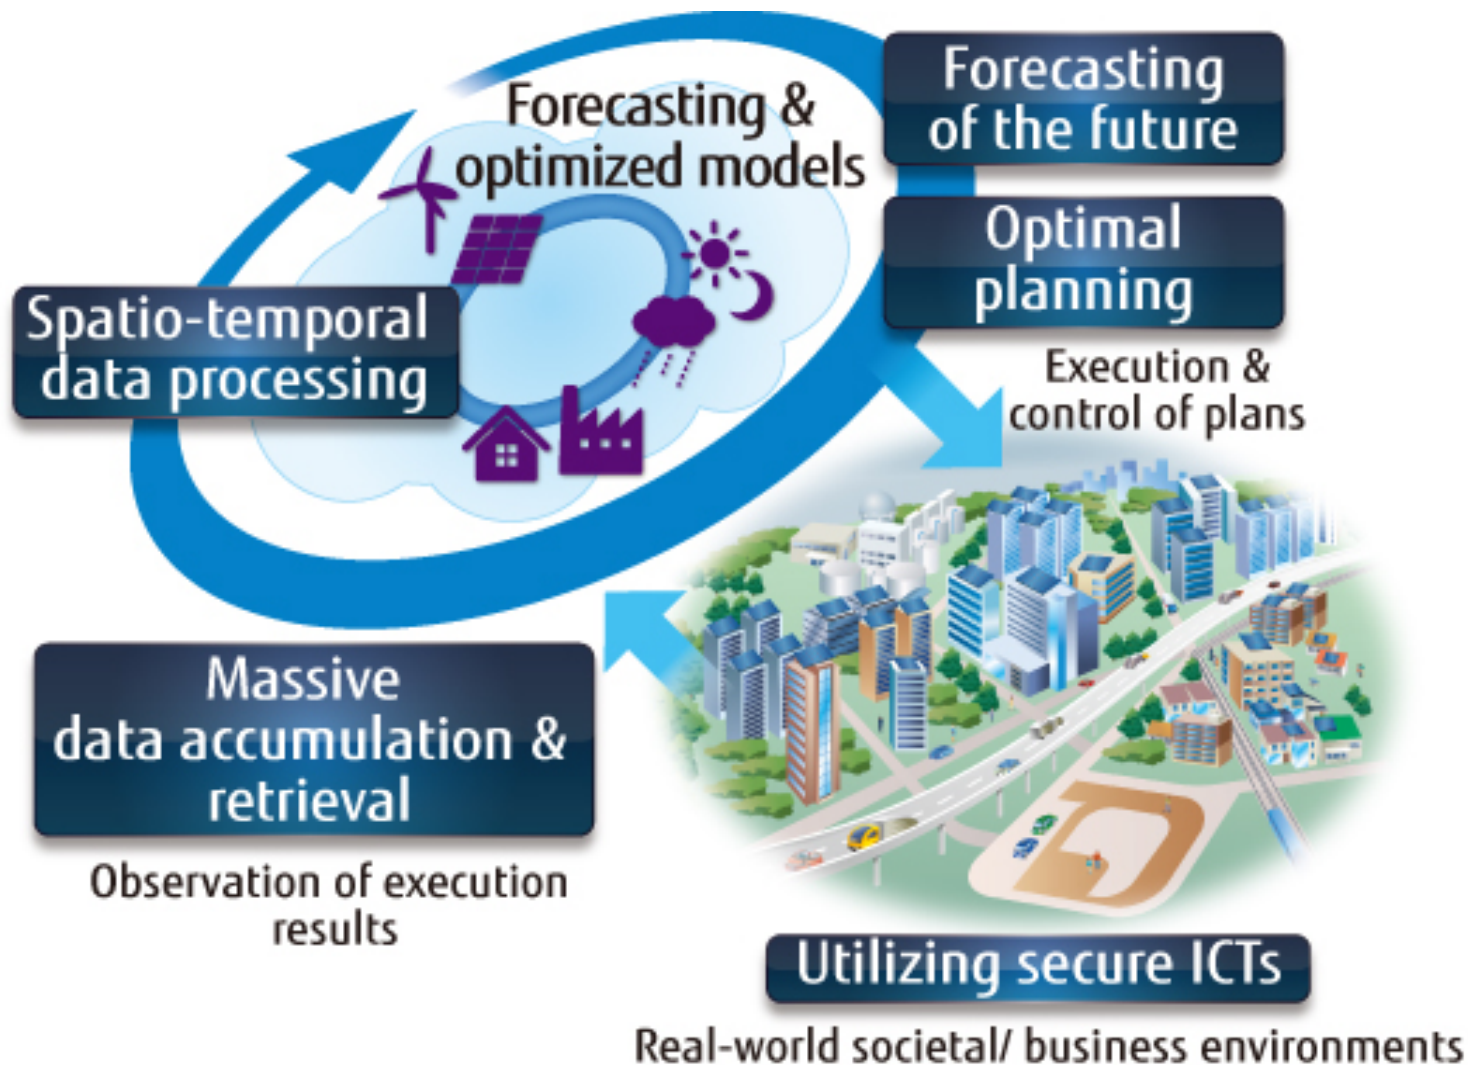 Forecasting &
optimized models
Forecasting
of the future
Optimal
planning
Execution &
control of plans
Spatio-temporal
data processing
Massive
data accumulation &
retrieval
Observation of execution
results
Utilizing secure ICTs
Real-world societal/ business environments